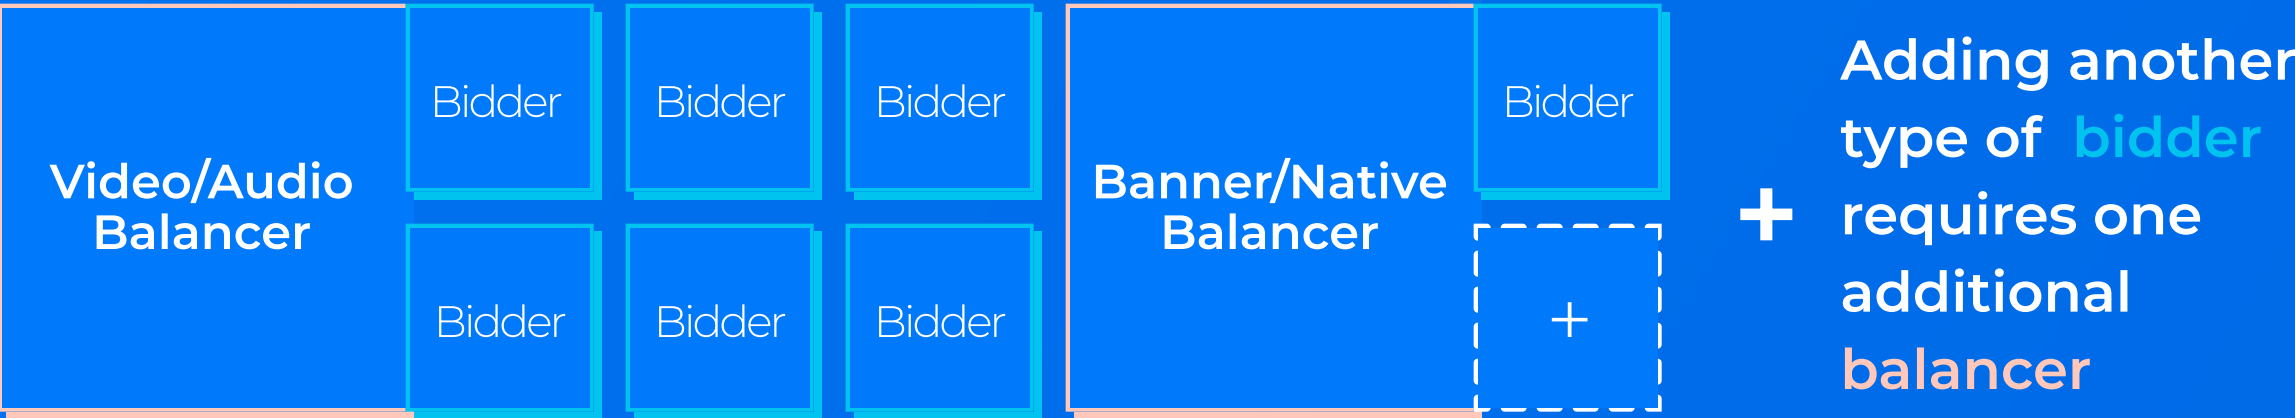 Video/Audio
Balancer
Bidder
Bidder
Bidder
Bidder
Bidder
Bidder
Banner/Native
Balancer
Bidder
+
+
Adding another
type of bidder
requires one
additional
balancer